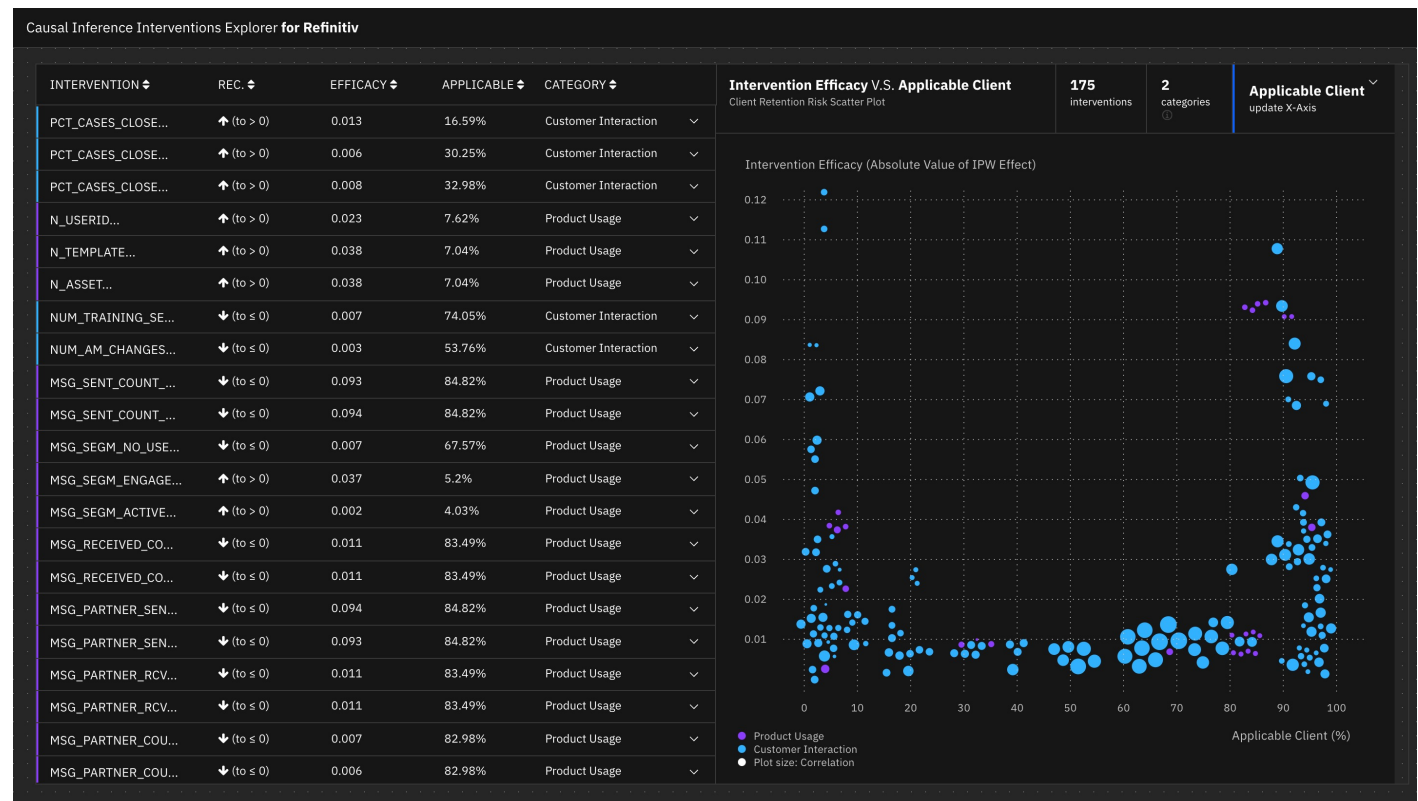 Causal Inference Interventions Explorer for Refinitiv
INTERVENTION REC. EFFICACY APPLICABLE CATEGORY
PCT_CASES_CLOSE... (to > 0) 0.013 16.59% Customer Interaction
PCT_CASES_CLOSE... (to > 0) 0.006 30.25% Customer Interaction
PCT_CASES_CLOSE... (to > 0) 0.008 32.98% Customer Interaction
N_USERID... (to > 0) 0.023 7.62% Product Usage
N_TEMPLATE... (to > 0) 0.038 7.04% Product Usage
N_ASSET... (to > 0) 0.038 7.04% Product Usage
NUM_TRAINING_SE... (to ≤ 0) 0.007 74.05% Customer Interaction
NUM_AM_CHANGES... (to ≤ 0) 0.003 53.76% Customer Interaction
MSG_SENT_COUNT_... (to ≤ 0) 0.093 84.82% Product Usage
MSG_SENT_COUNT_... (to ≤ 0) 0.094 84.82% Product Usage
MSG_SEGM_NO_USE... (to ≤ 0) 0.007 67.57% Product Usage
MSG_SEGM_ENGAGE... (to > 0) 0.037 5.2% Product Usage
MSG_SEGM_ACTIVE... (to > 0) 0.002 4.03% Product Usage
MSG_RECEIVED_CO... (to ≤ 0) 0.011 83.49% Product Usage
MSG_RECEIVED_CO... (to ≤ 0) 0.011 83.49% Product Usage
MSG_PARTNER_SEN... (to ≤ 0) 0.094 84.82% Product Usage
MSG_PARTNER_SEN... (to ≤ 0) 0.093 84.82% Product Usage
MSG_PARTNER_RCV... (to ≤ 0) 0.011 83.49% Product Usage
MSG_PARTNER_RCV... (to ≤ 0) 0.011 83.49% Product Usage
MSG_PARTNER_COU... (to ≤ 0) 0.007 82.98% Product Usage
MSG_PARTNER_COU... (to ≤ 0) 0.006 82.98% Product Usage
Intervention Efficacy V.S. Applicable Client
Client Retention Risk Scatter Plot
175
interventions
2
categories
Applicable Client
update X-Axis
Intervention Efficacy (Absolute Value of IPW Effect)
0.12
0.11
0.10
0.09
0.08
0.07
0.06
0.05
0.04
0.03
0.02
0.01
0 10 20 30 40 50 60 70 80 90 100
Applicable Client (%)
Product Usage
Customer Interaction
Plot size: Correlation